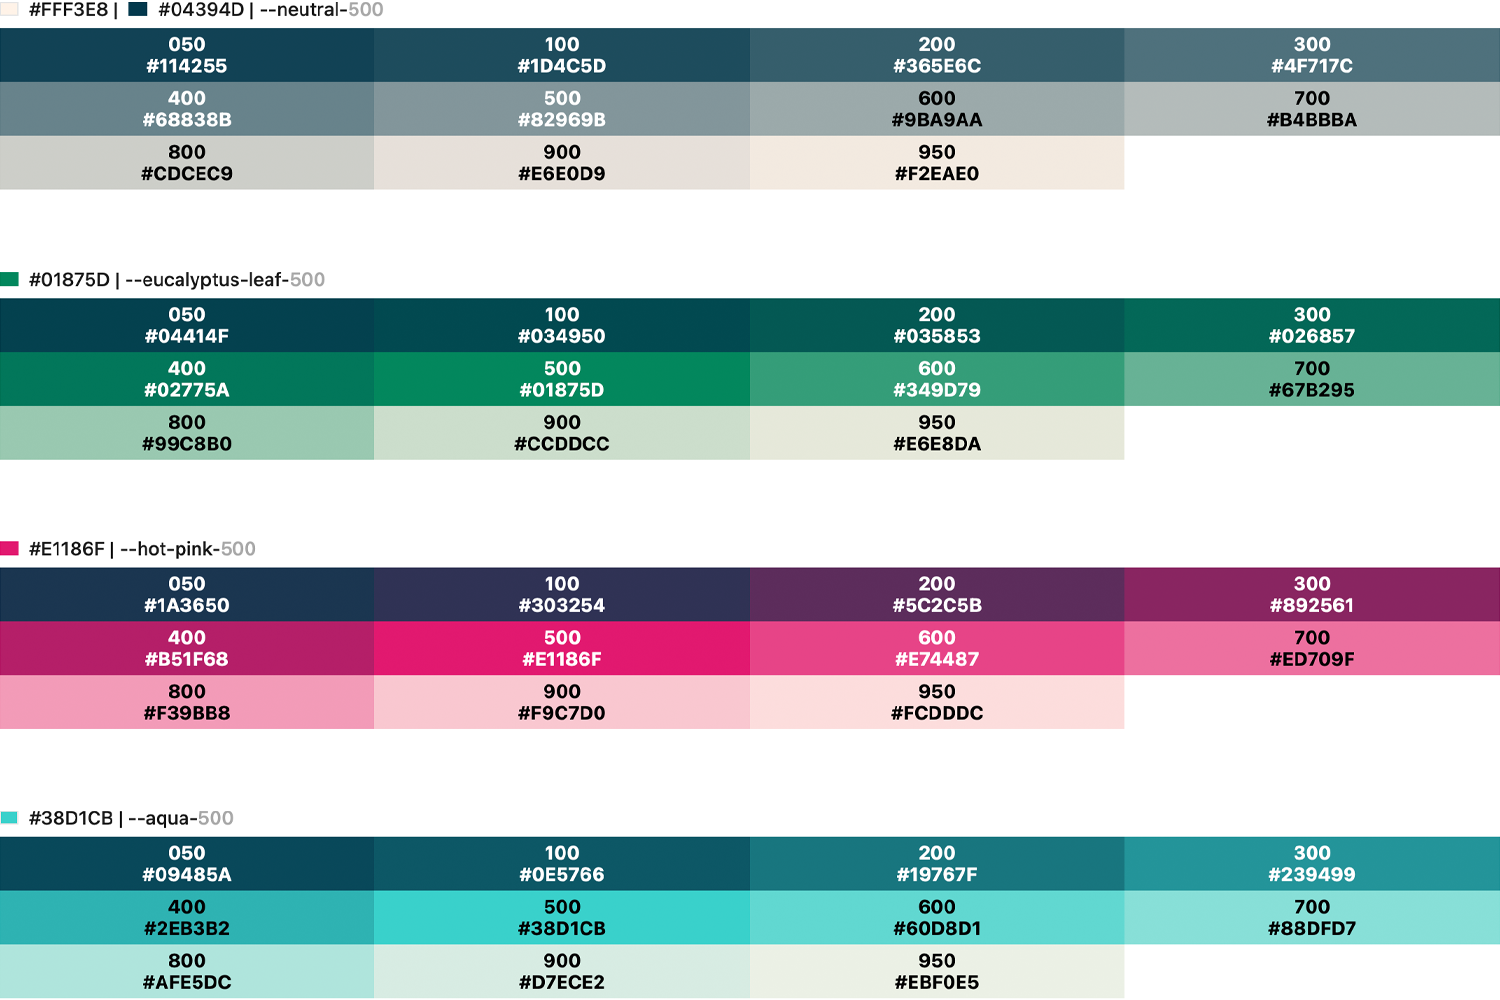 #FFF3E8 | #04394D | --neutral-500
050 100 200 300
#114255 #1D4C5D #365E6C #4F717C
400 500 600 700
#68838B #82969B #9BA9AA #B4BBBA
800 900 950
#CDCEC9 #E6E0D9 #F2EAE0
#01875D | --eucalyptus-leaf-500
050 100 200 300
#04414F #034950 #035853 #026857
400 500 600 700
#02775A #01875D #349D79 #67B295
800 900 950
#99C8B0 #CCDDCC #E6E8DA
#E1186F | --hot-pink-500
050 100 200 300
#1A3650 #303254 #5C2C5B #892561
400 500 600 700
#B51F68 #E1186F #E74487 #ED709F
800 900 950
#F39BB8 #F9C7D0 #FCDDDC
#38D1CB | --aqua-500
050 100 200 300
#09485A #0E5766 #19767F #239499
400 500 600 700
#2EB3B2 #38D1CB #60D8D1 #88DFD7
800 900 950
#AFE5DC #D7ECE2 #EBF0E5